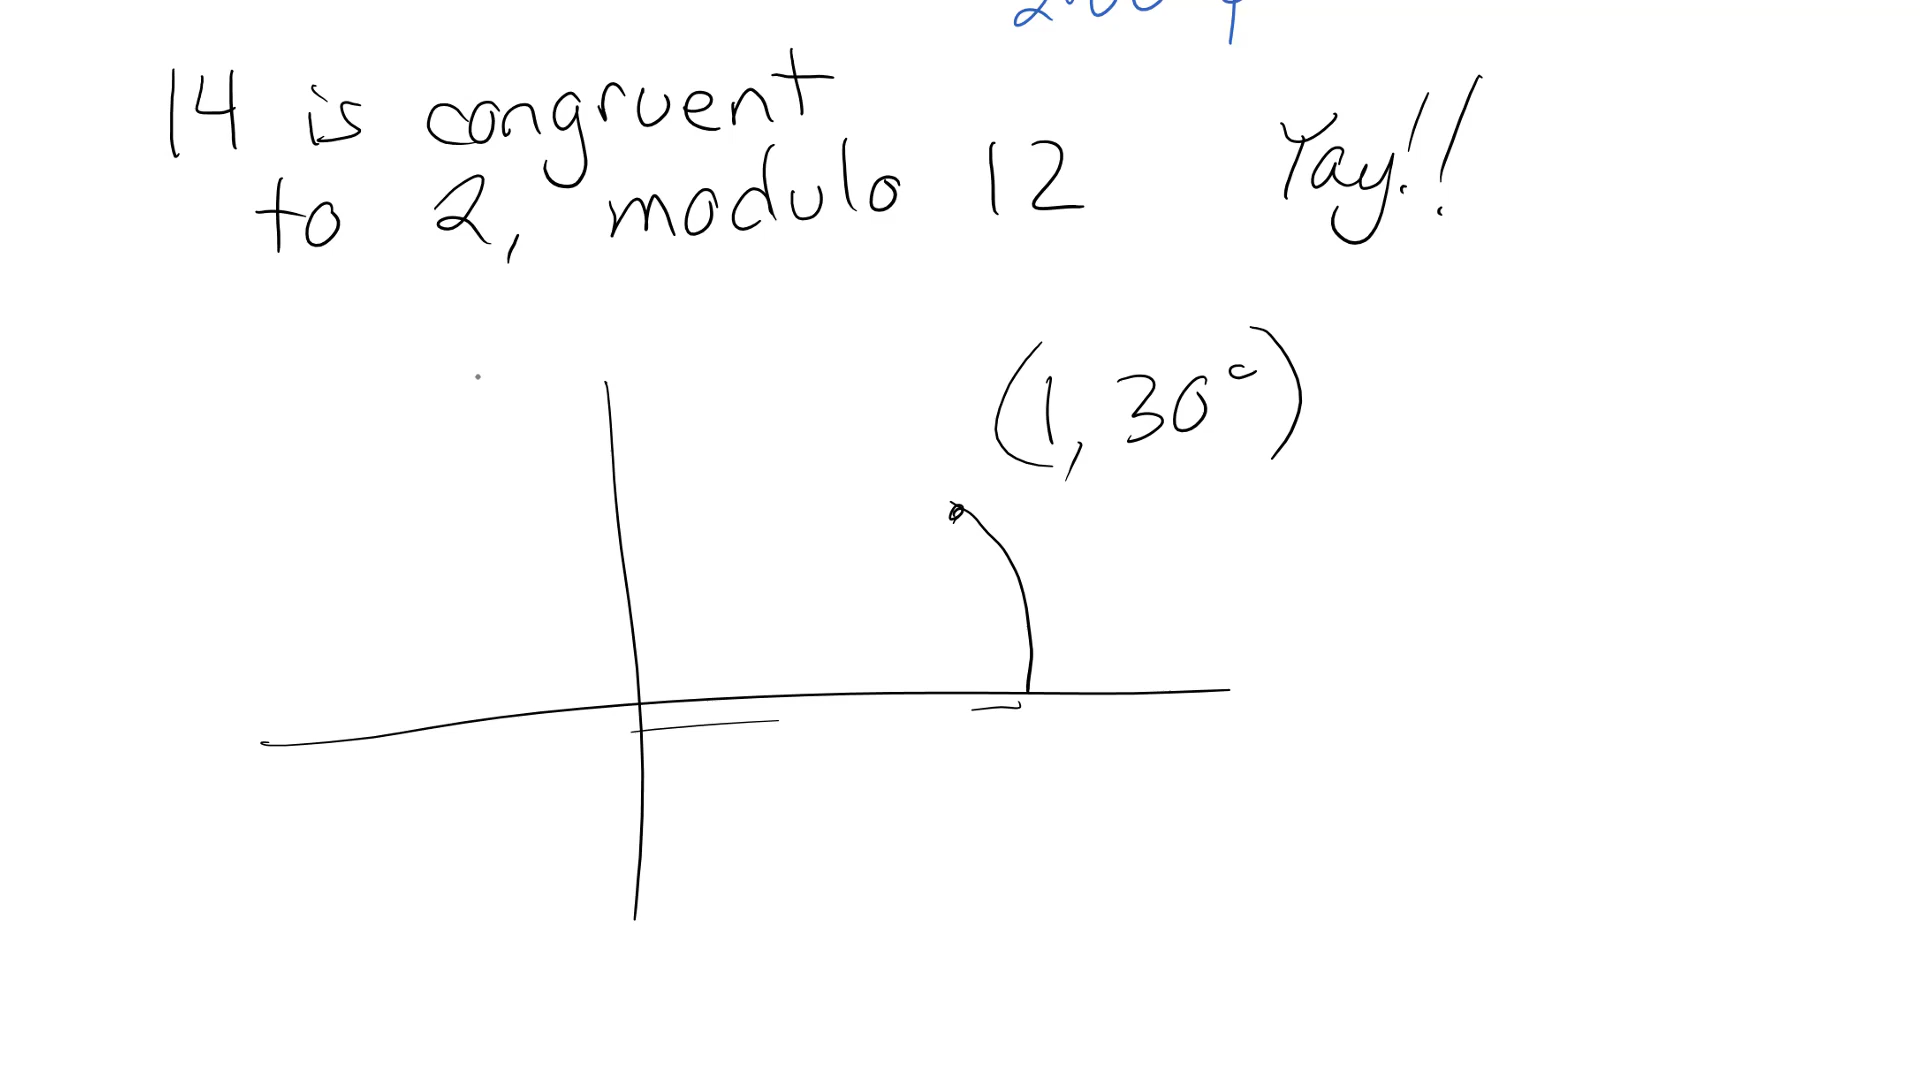 14 is congruent
to 2, modulo 12
Yay!!
(1, 30°)